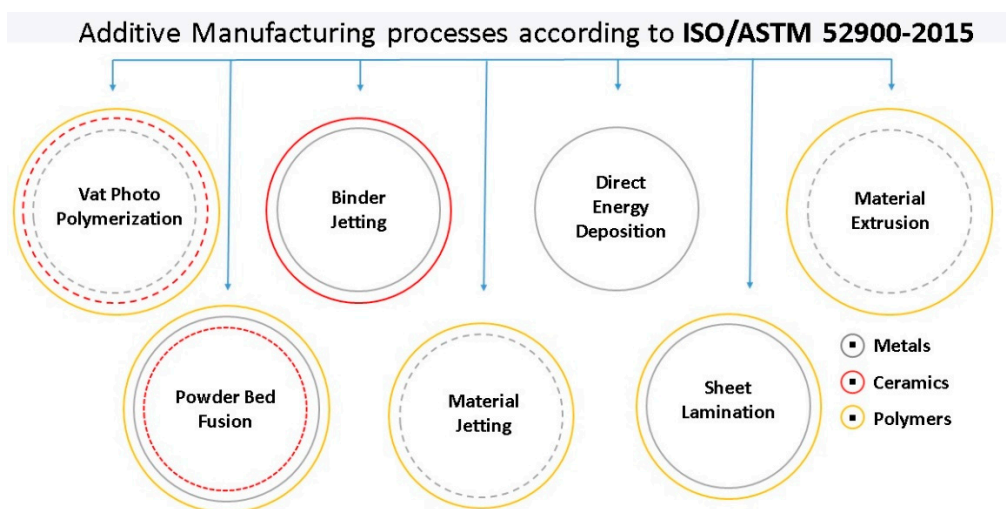 Additive Manufacturing processes according to ISO/ASTM 52900-2015
Vat Photo
Polymerization
Binder
Jetting
Direct
Energy
Deposition
Material
Extrusion
Powder Bed
Fusion
Material
Jetting
Sheet
Lamination
Metals
Ceramics
Polymers